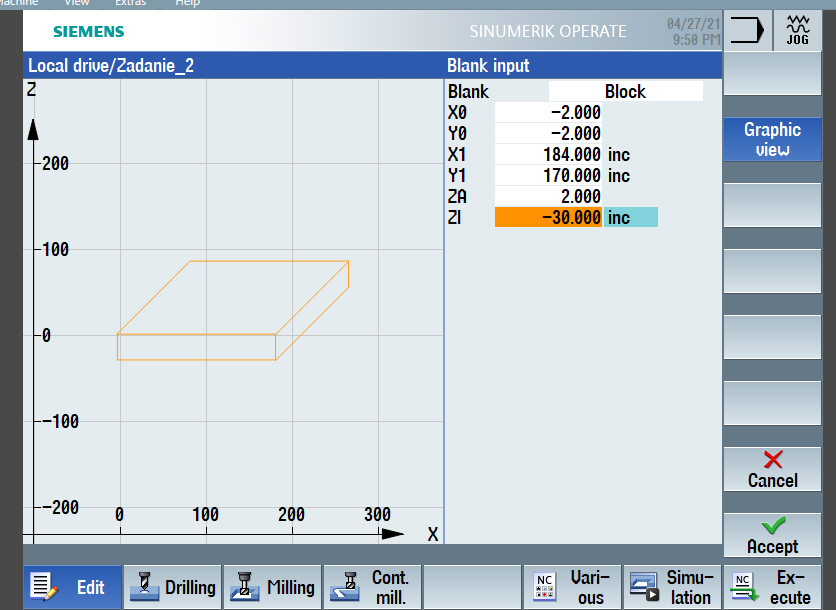 Machine View Extras Help
SIEMENS
SINUMERIK OPERATE
04/27/21
9:50 PM
JOG
Local drive/Zadanie_2
Blank input
Z
200
100
0
-100
-200
0 100 200 300
X
Blank Block
X0 -2.000
Y0 -2.000
X1 184.000 inc
Y1 170.000 inc
ZA 2.000
ZI -30.000 inc
Graphic
view
Cancel
Accept
Edit
Drilling
Milling
Cont.
mill.
NC
Vari-
ous
Simu-
lation
NC
Ex-
ecute